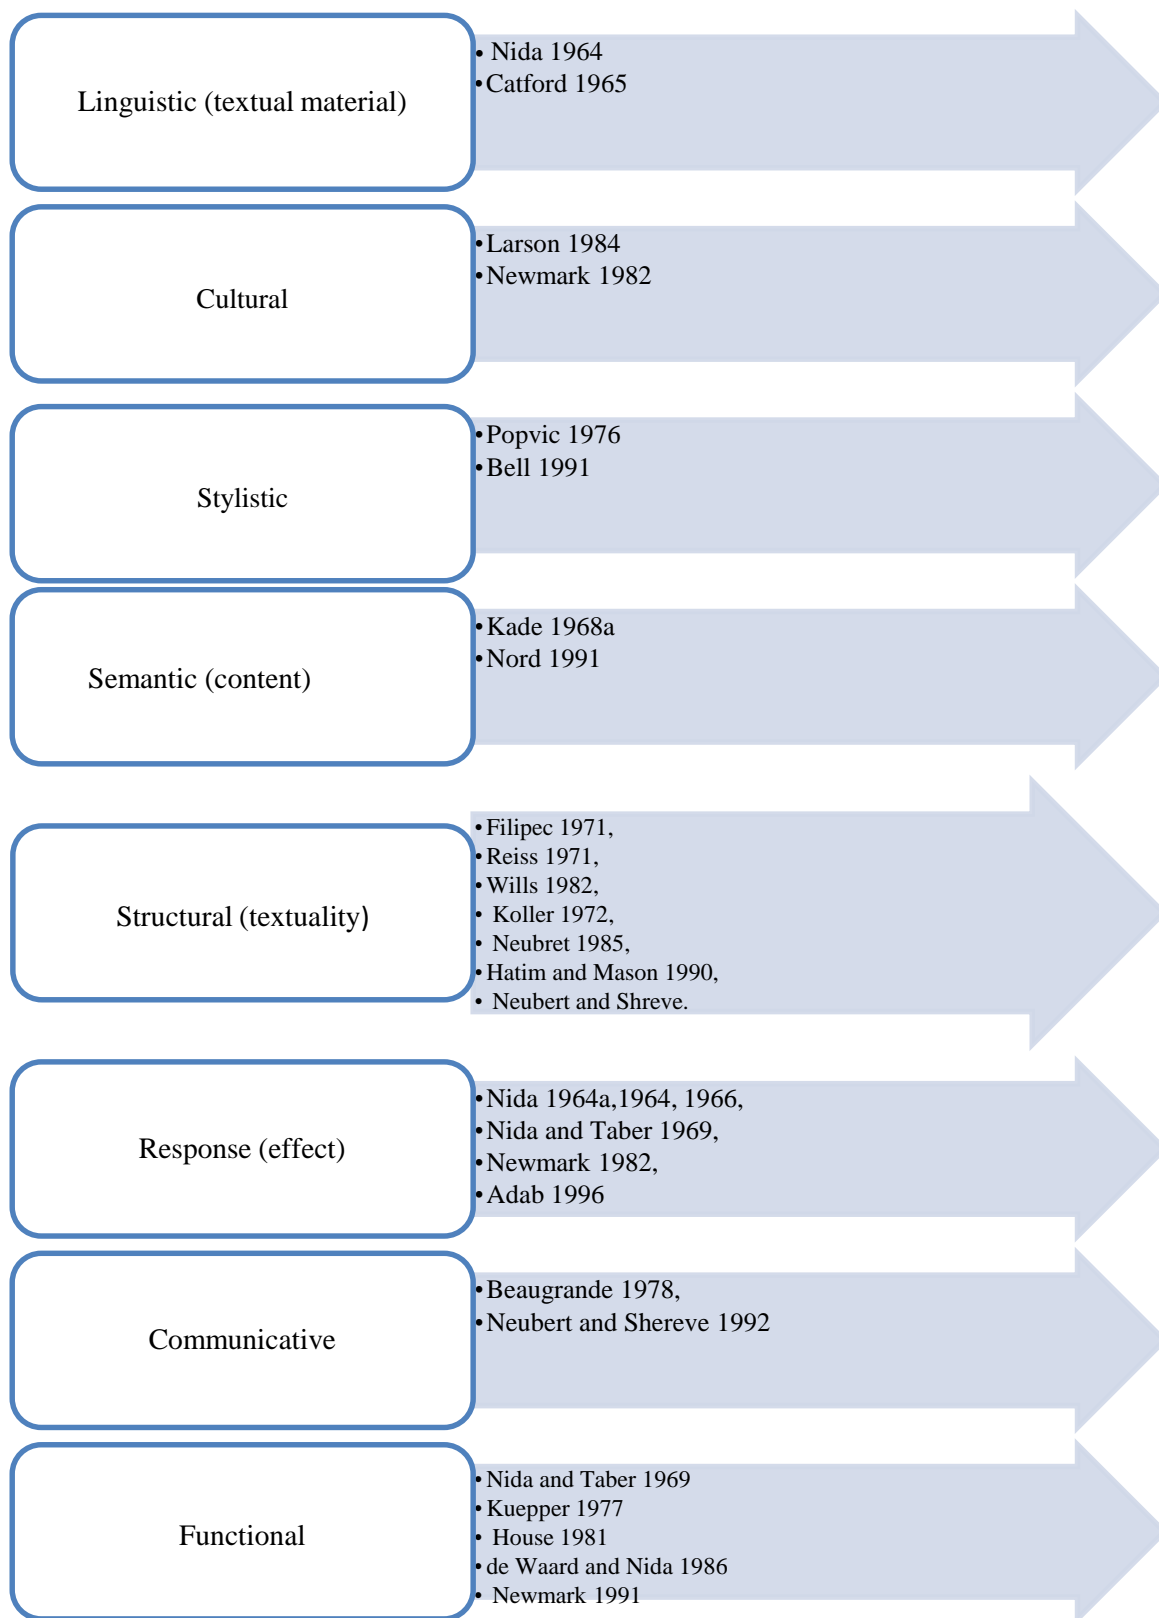 Linguistic (textual material)
• Nida 1964
•Catford 1965
Cultural
•Larson 1984
•Newmark 1982
Stylistic
•Popvic 1976
•Bell 1991
Semantic (content)
•Kade 1968a
•Nord 1991
Structural (textuality)
•Filipec 1971,
•Reiss 1971,
•Wills 1982,
• Koller 1972,
• Neubret 1985,
•Hatim and Mason 1990,
• Neubert and Shreve.
Response (effect)
•Nida 1964a,1964, 1966,
•Nida and Taber 1969,
•Newmark 1982,
•Adab 1996
Communicative
•Beaugrande 1978,
•Neubert and Shereve 1992
Functional
•Nida and Taber 1969
•Kuepper 1977
• House 1981
•de Waard and Nida 1986
• Newmark 1991